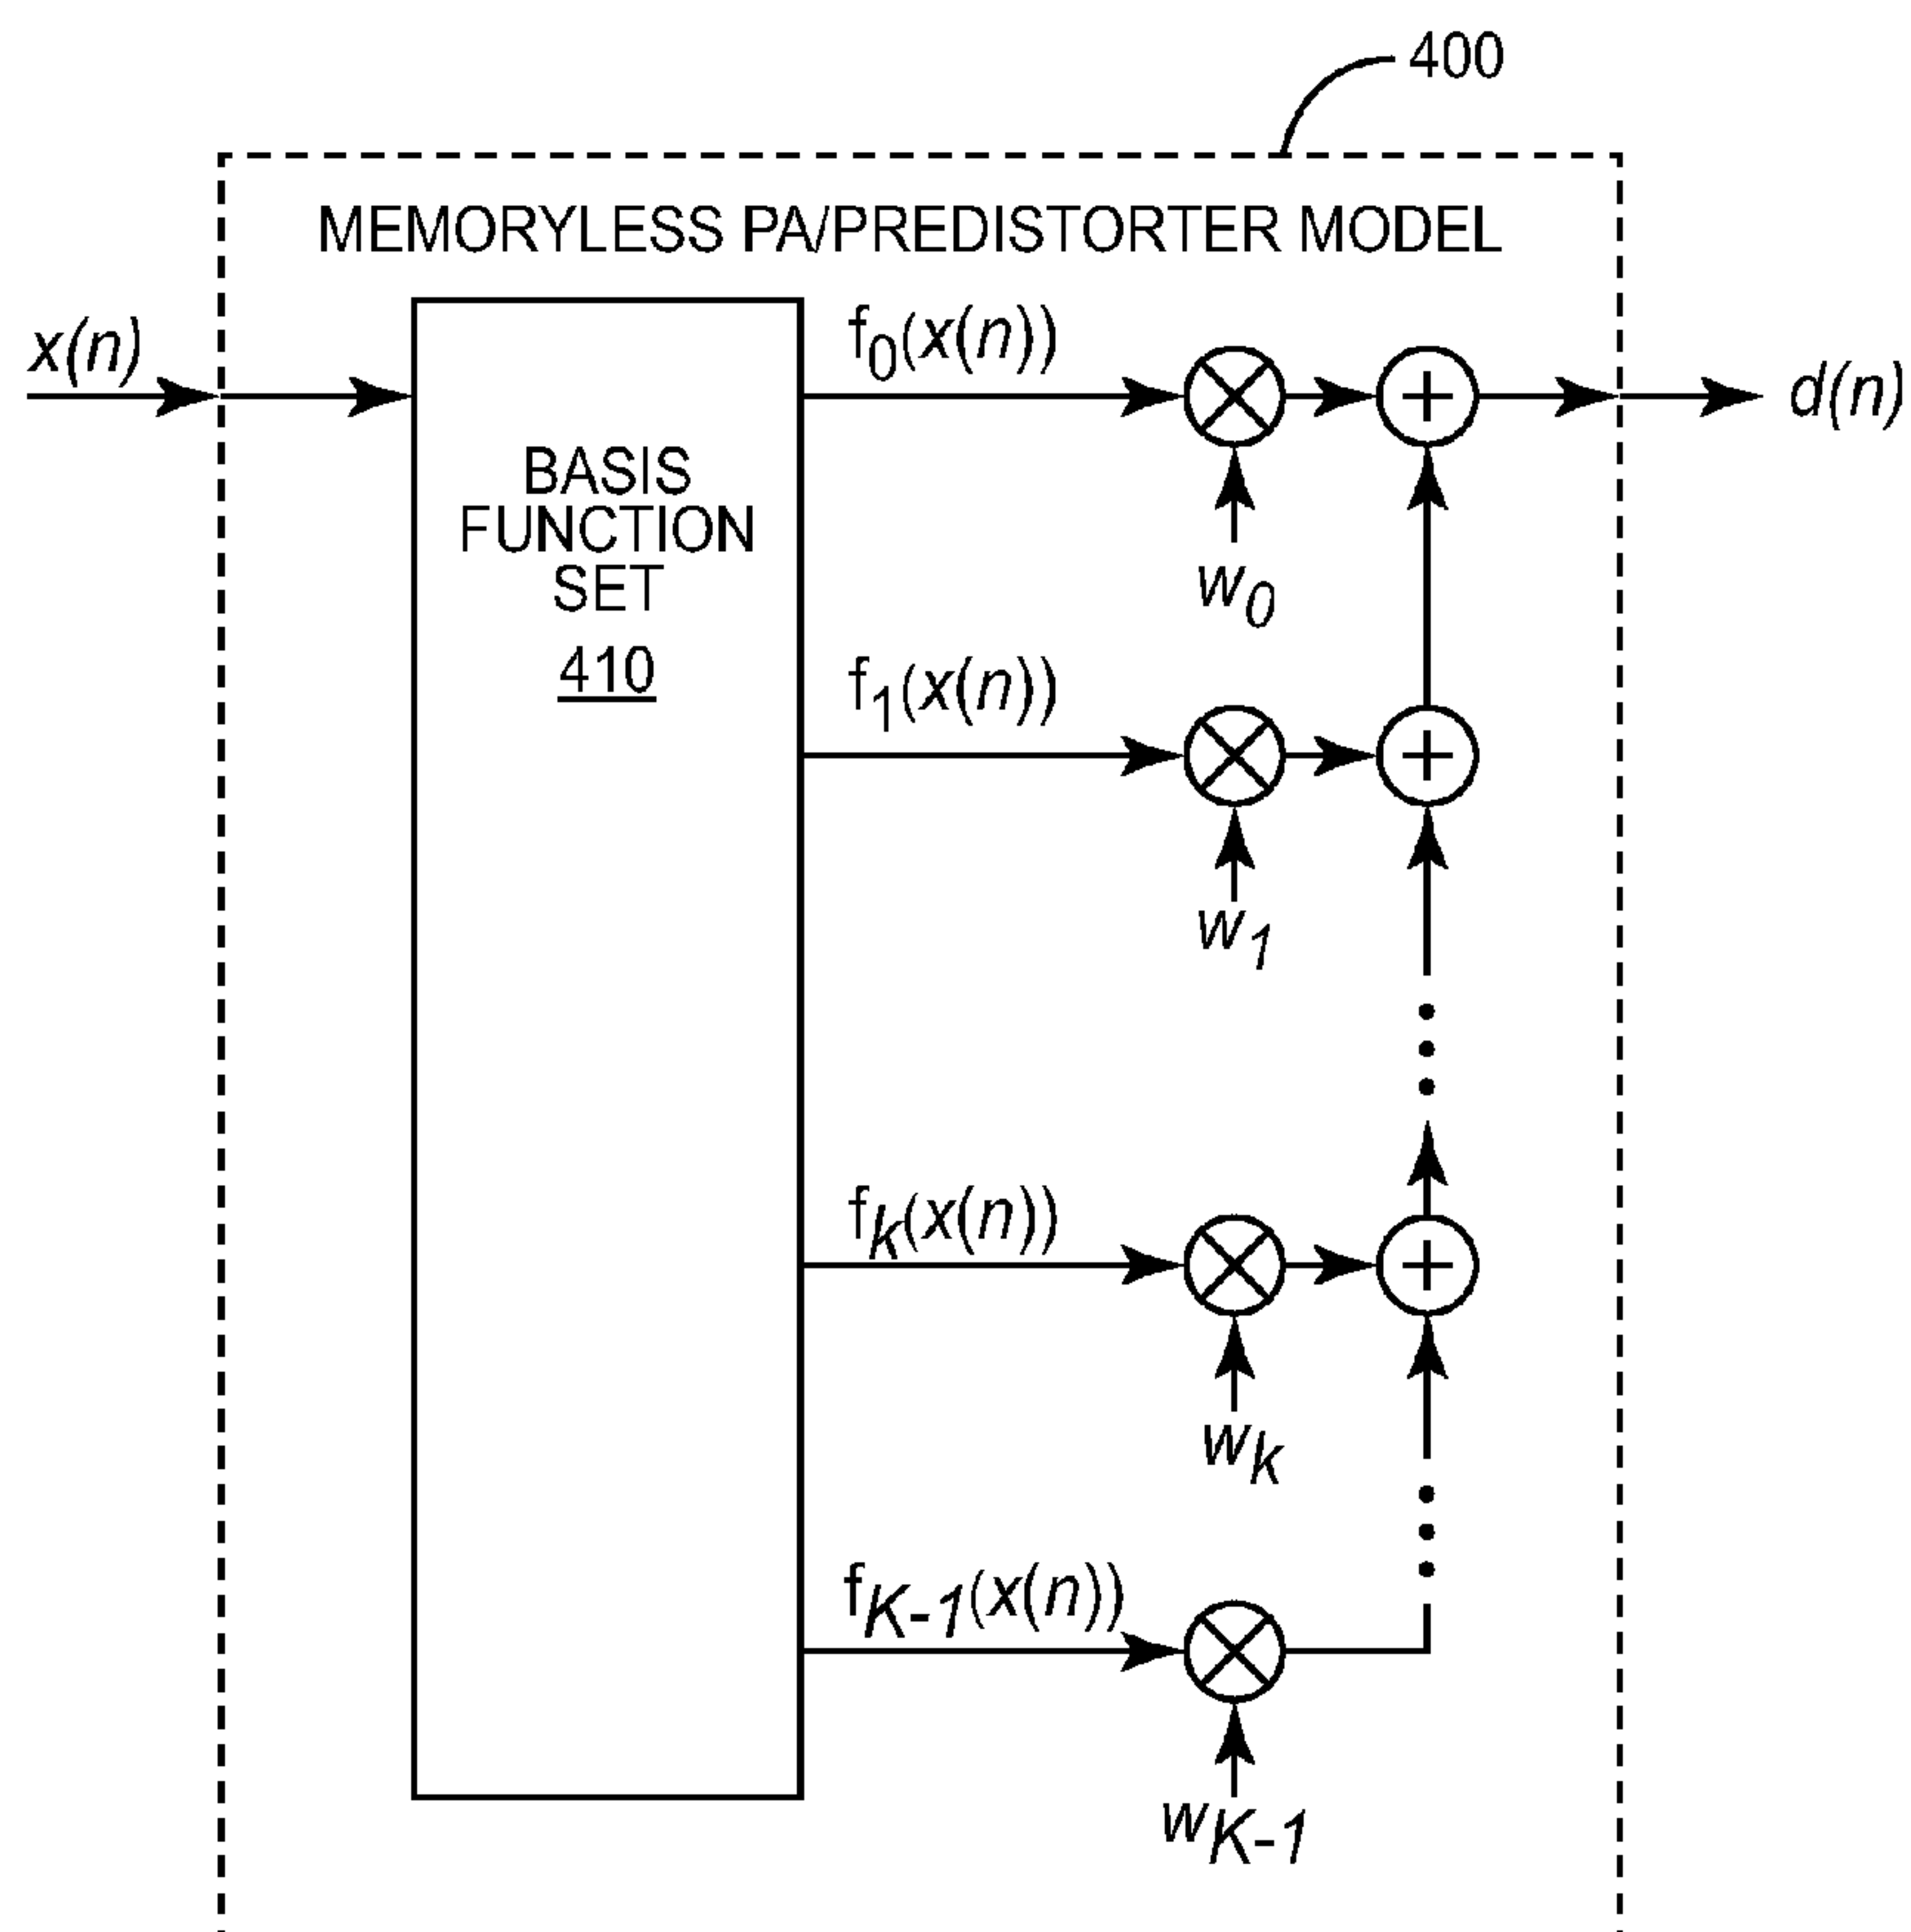 400
MEMORYLESS PA/PREDISTORTER MODEL
x(n)
f0(x(n))
d(n)
BASIS
FUNCTION
SET
410
w0
f1(x(n))
w1
fk(x(n))
wk
fK-1(x(n))
wK-1